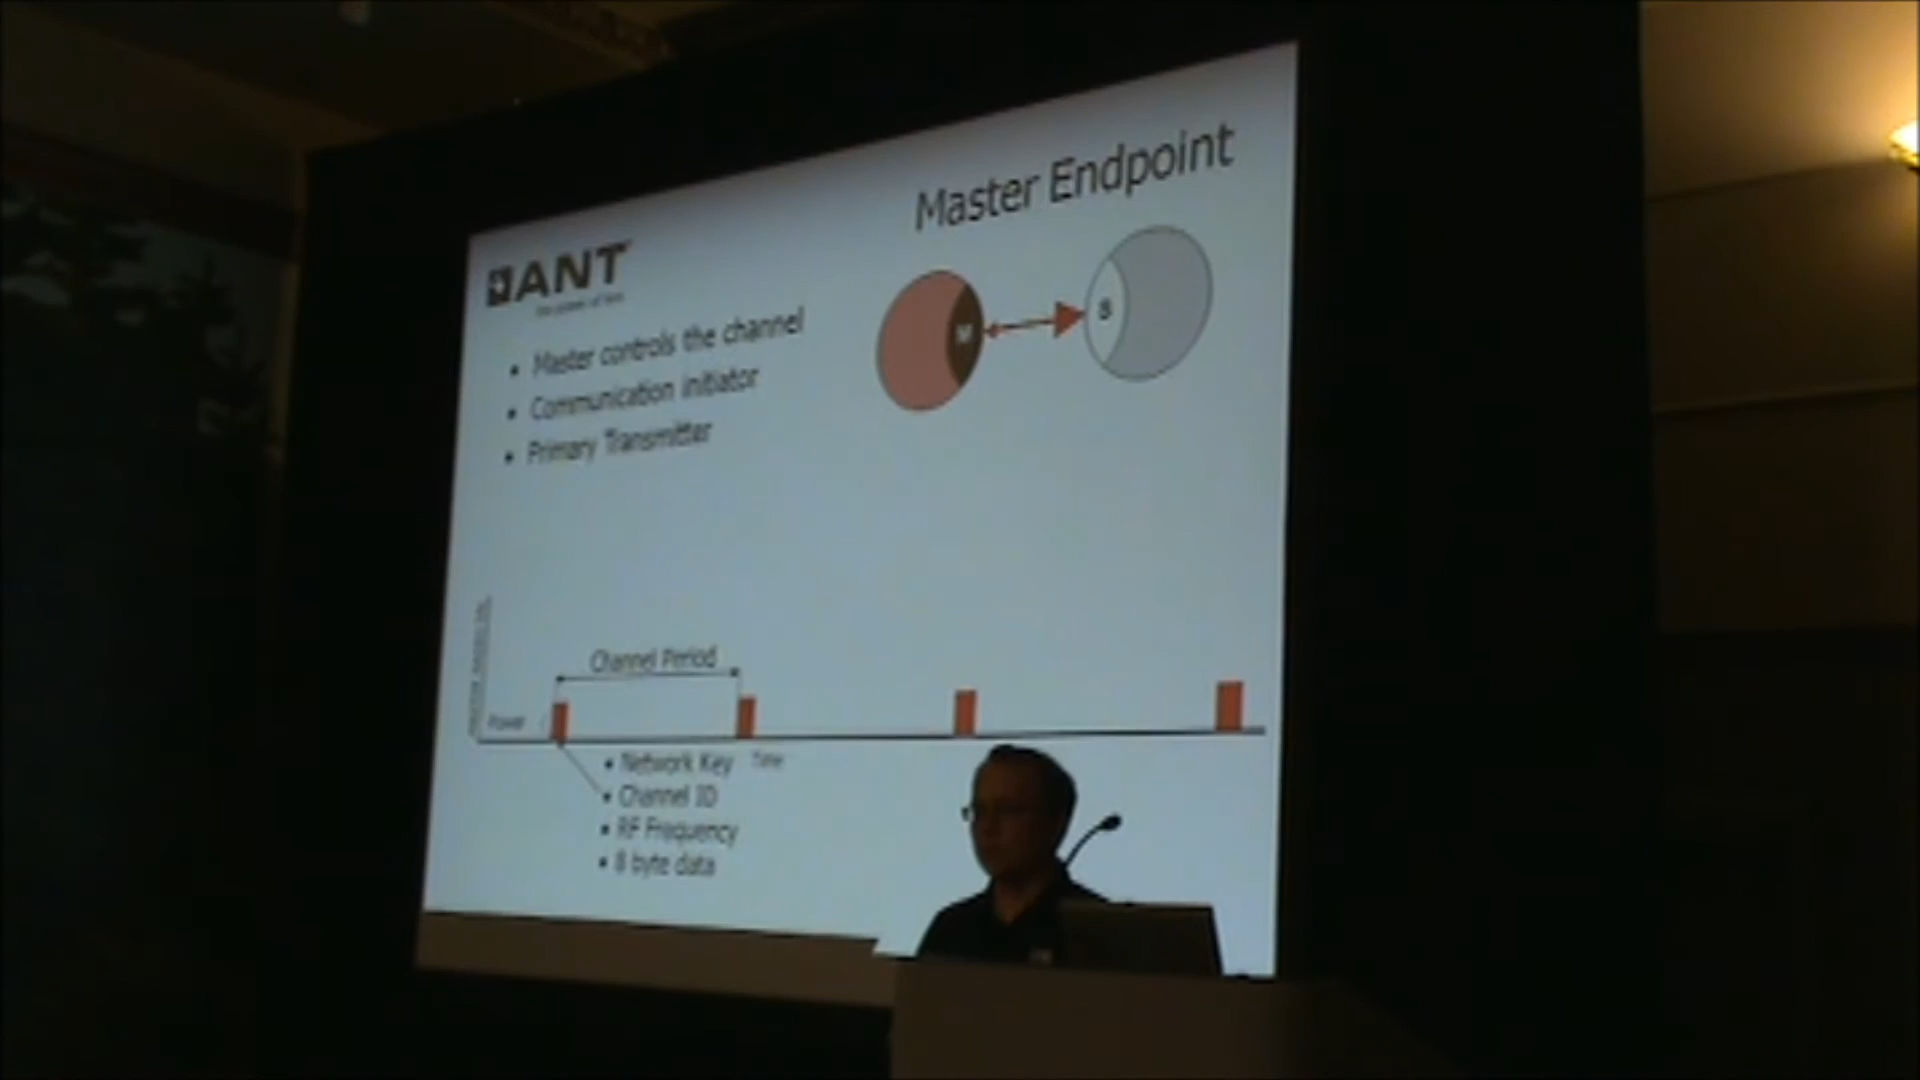 Master Endpoint
ANT
• Master controls the channel
• Communication initiator
• Primary Transmitter
M
S
Channel Period
Power
Time
• Network Key
• Channel ID
• RF Frequency
• 8 byte data